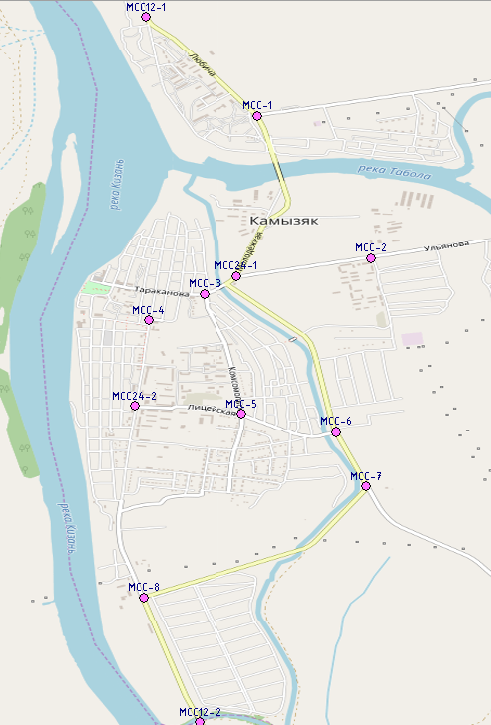 МСС12-1
Любича
МСС-1
река Кизань
река Табола
Камызяк
МСС-2
Ульянова
МСС24-1
МСС-3
Тараканова
МСС-4
МСС24-2
Лицейская
МСС-5
МСС-6
МСС-7
река Кизань
МСС-8
МСС12-2